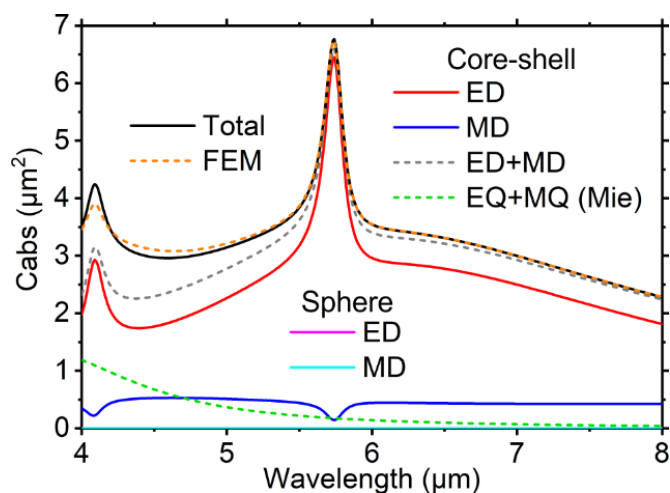 7
6
5
4
3
2
1
0
Cabs (µm²)
Core-shell
ED
MD
ED+MD
EQ+MQ (Mie)
Total
FEM
Sphere
ED
MD
4 5 6 7 8
Wavelength (µm)